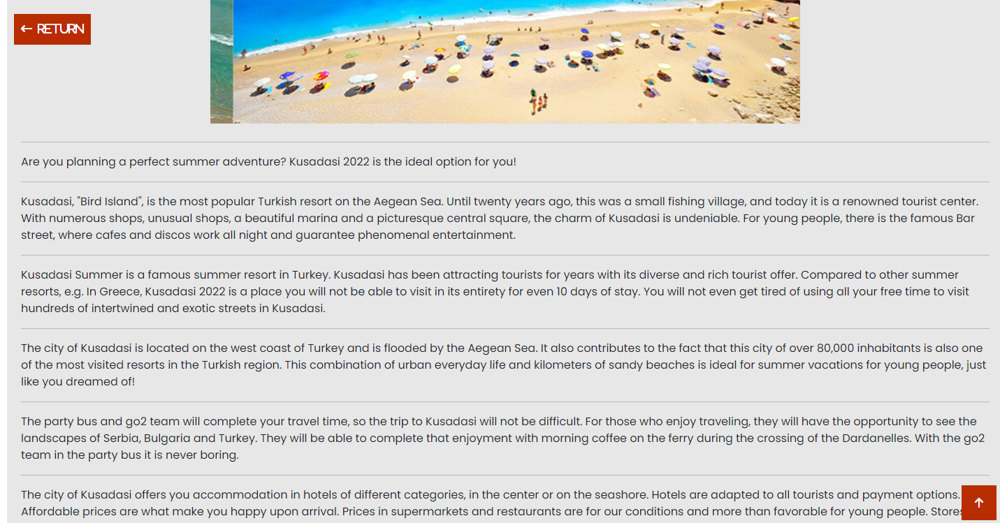 ← RETURN
Are you planning a perfect summer adventure? Kusadasi 2022 is the ideal option for you!
Kusadasi, "Bird Island", is the most popular Turkish resort on the Aegean Sea. Until twenty years ago, this was a small fishing village, and today it is a renowned tourist center.
With numerous shops, unusual shops, a beautiful marina and a picturesque central square, the charm of Kusadasi is undeniable. For young people, there is the famous Bar
street, where cafes and discos work all night and guarantee phenomenal entertainment.
Kusadasi Summer is a famous summer resort in Turkey. Kusadasi has been attracting tourists for years with its diverse and rich tourist offer. Compared to other summer
resorts, e.g. In Greece, Kusadasi 2022 is a place you will not be able to visit in its entirety for even 10 days of stay. You will not even get tired of using all your free time to visit
hundreds of intertwined and exotic streets in Kusadasi.
The city of Kusadasi is located on the west coast of Turkey and is flooded by the Aegean Sea. It also contributes to the fact that this city of over 80,000 inhabitants is also one
of the most visited resorts in the Turkish region. This combination of urban everyday life and kilometers of sandy beaches is ideal for summer vacations for young people, just
like you dreamed of!
The party bus and go2 team will complete your travel time, so the trip to Kusadasi will not be difficult. For those who enjoy traveling, they will have the opportunity to see the
landscapes of Serbia, Bulgaria and Turkey. They will be able to complete that enjoyment with morning coffee on the ferry during the crossing of the Dardanelles. With the go2
team in the party bus it is never boring.
The city of Kusadasi offers you accommodation in hotels of different categories, in the center or on the seashore. Hotels are adapted to all tourists and payment options.
Affordable prices are what make you happy upon arrival. Prices in supermarkets and restaurants are for our conditions and more than favorable for young people. Stores